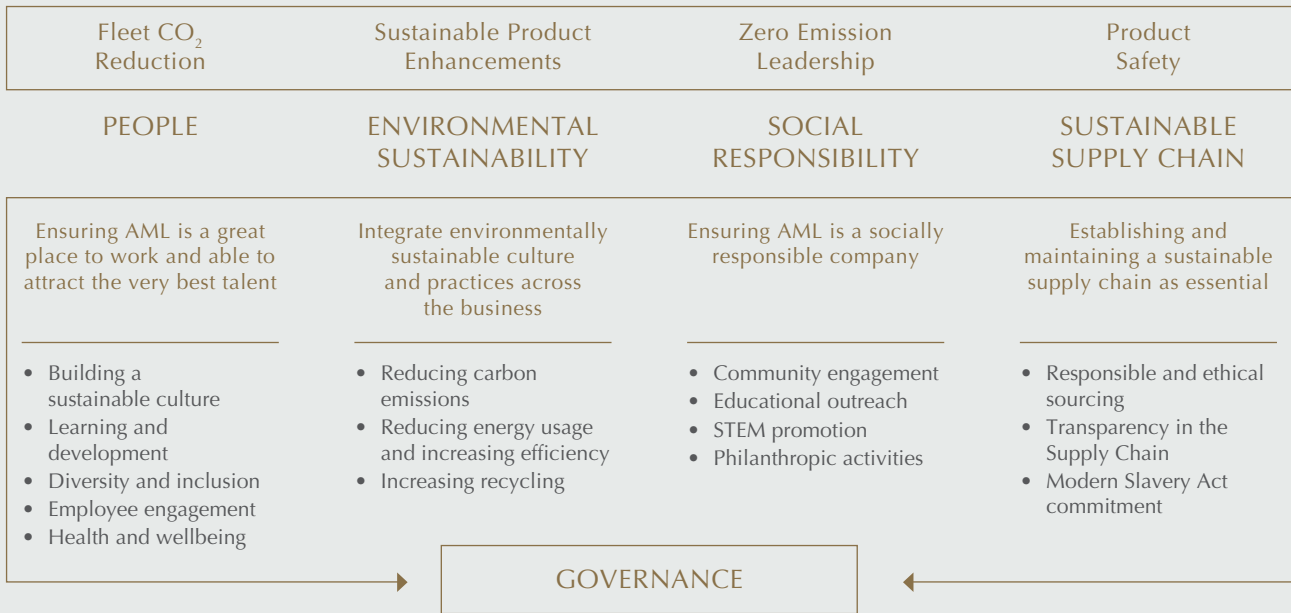 Fleet CO₂
Reduction
Sustainable Product
Enhancements
Zero Emission
Leadership
Product
Safety
PEOPLE
ENVIRONMENTAL
SUSTAINABILITY
SOCIAL
RESPONSIBILITY
SUSTAINABLE
SUPPLY CHAIN
Ensuring AML is a great
place to work and able to
attract the very best talent
• Building a
sustainable culture
• Learning and
development
• Diversity and inclusion
• Employee engagement
• Health and wellbeing
Integrate environmentally
sustainable culture
and practices across
the business
• Reducing carbon
emissions
• Reducing energy usage
and increasing efficiency
• Increasing recycling
Ensuring AML is a socially
responsible company
• Community engagement
• Educational outreach
• STEM promotion
• Philanthropic activities
Establishing and
maintaining a sustainable
supply chain as essential
• Responsible and ethical
sourcing
• Transparency in the
Supply Chain
• Modern Slavery Act
commitment
GOVERNANCE